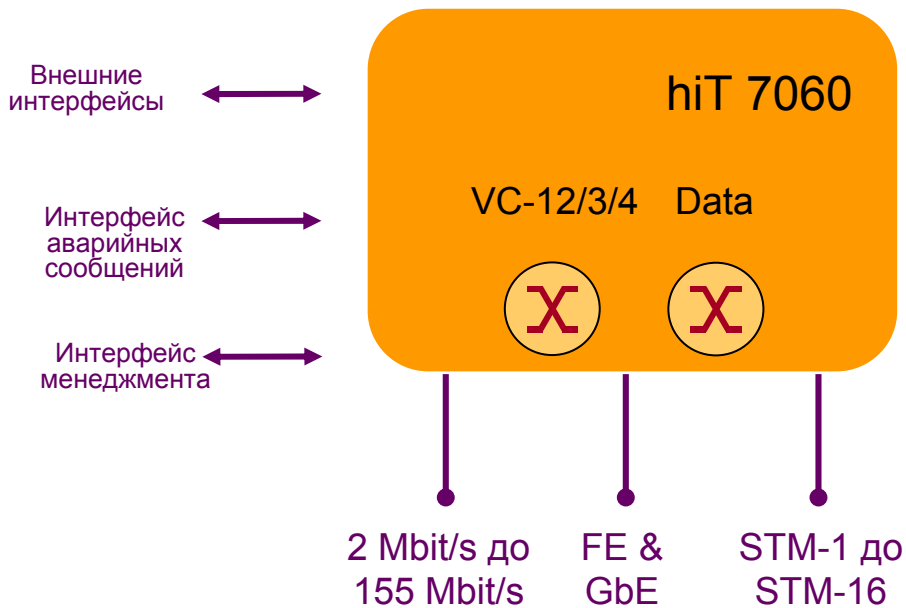 Внешние
интерфейсы
hiT 7060
VC-12/3/4 Data
Интерфейс
аварийных
сообщений
Интерфейс
менеджмента
2 Mbit/s до
155 Mbit/s
FE &
GbE
STM-1 до
STM-16